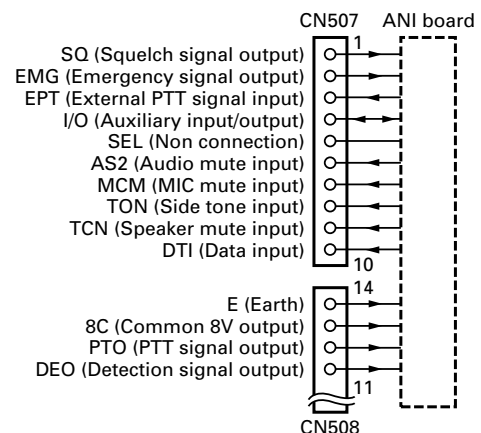 CN507 ANI board
1
SQ (Squelch signal output)
EMG (Emergency signal output)
EPT (External PTT signal input)
I/O (Auxiliary input/output)
SEL (Non connection)
AS2 (Audio mute input)
MCM (MIC mute input)
TON (Side tone input)
TCN (Speaker mute input)
DTI (Data input)
10
14
E (Earth)
8C (Common 8V output)
PTO (PTT signal output)
DEO (Detection signal output)
11
CN508